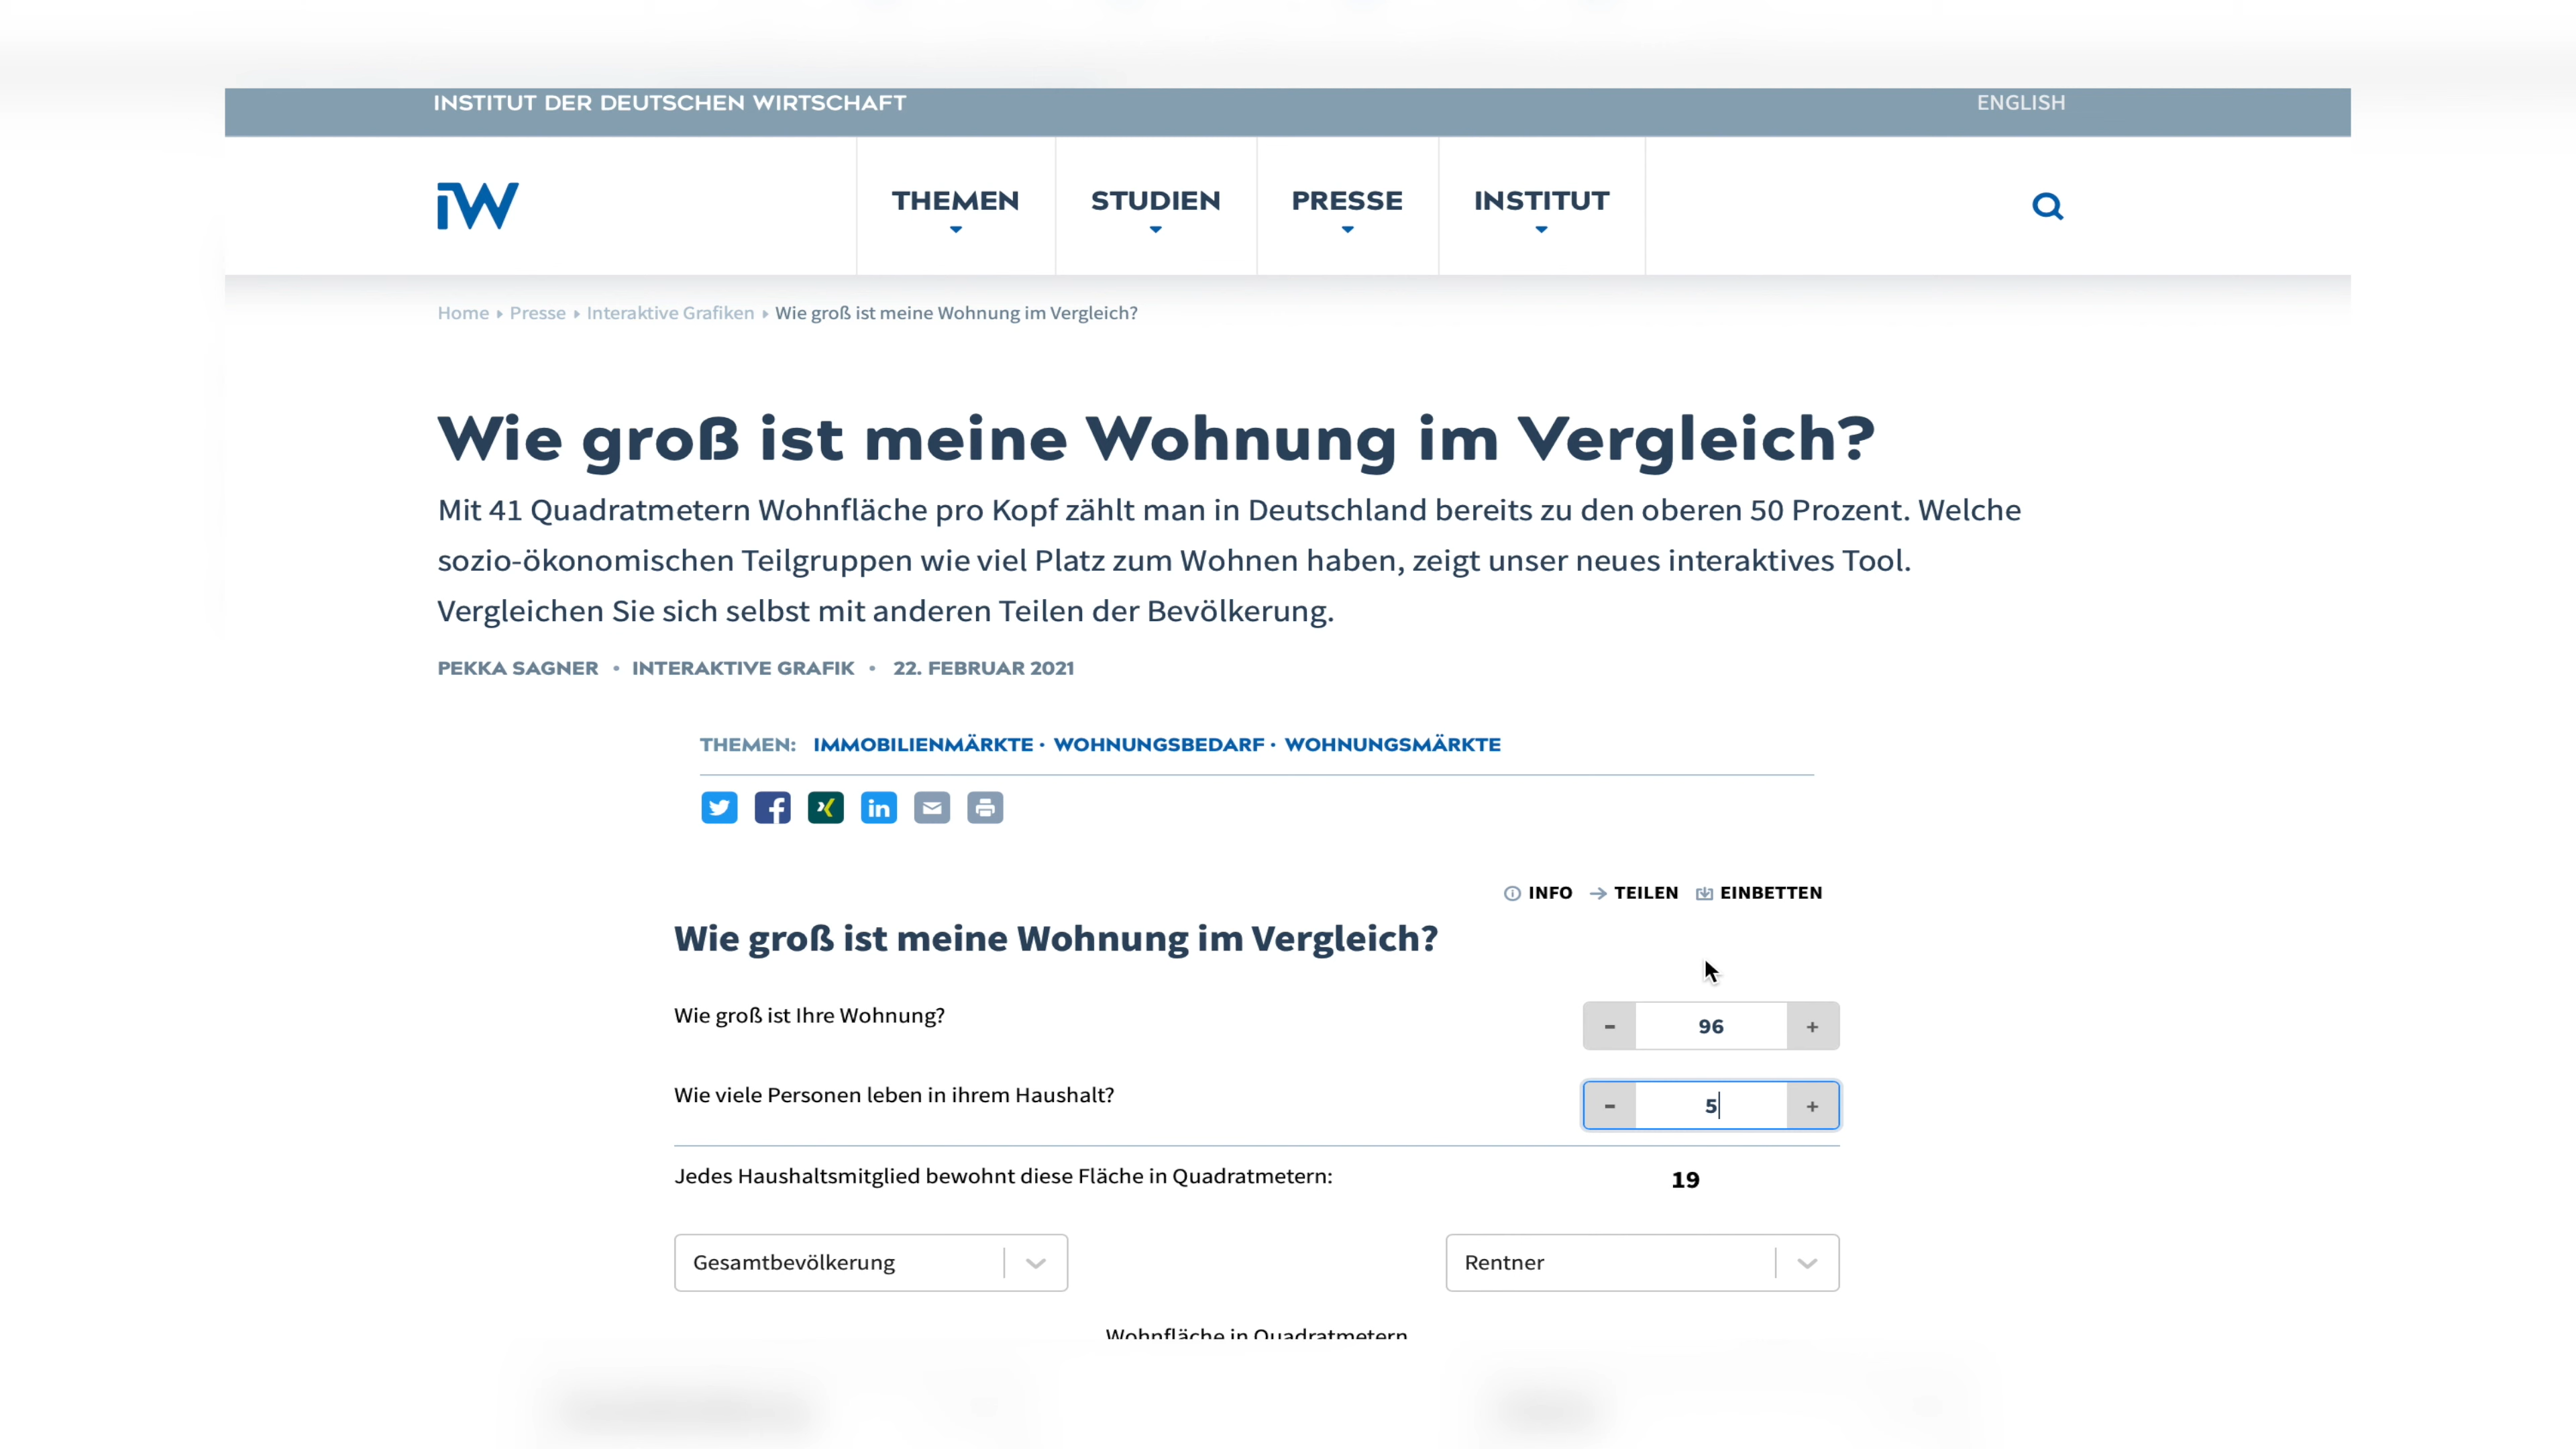 INSTITUT DER DEUTSCHEN WIRTSCHAFT
ENGLISH
iW
THEMEN
STUDIEN
PRESSE
INSTITUT
Home
Presse
Interaktive Grafiken
Wie groß ist meine Wohnung im Vergleich?
Wie groß ist meine Wohnung im Vergleich?
Mit 41 Quadratmetern Wohnfläche pro Kopf zählt man in Deutschland bereits zu den oberen 50 Prozent. Welche
sozio-ökonomischen Teilgruppen wie viel Platz zum Wohnen haben, zeigt unser neues interaktives Tool.
Vergleichen Sie sich selbst mit anderen Teilen der Bevölkerung.
PEKKA SAGNER • INTERAKTIVE GRAFIK • 22. FEBRUAR 2021
THEMEN: IMMOBILIENMÄRKTE · WOHNUNGSBEDARF · WOHNUNGSMÄRKTE
INFO
TEILEN
EINBETTEN
Wie groß ist meine Wohnung im Vergleich?
Wie groß ist Ihre Wohnung?
- 96 +
Wie viele Personen leben in ihrem Haushalt?
- 5 +
Jedes Haushaltsmitglied bewohnt diese Fläche in Quadratmetern:
19
Gesamtbevölkerung
Rentner
Wohnfläche in Quadratmetern